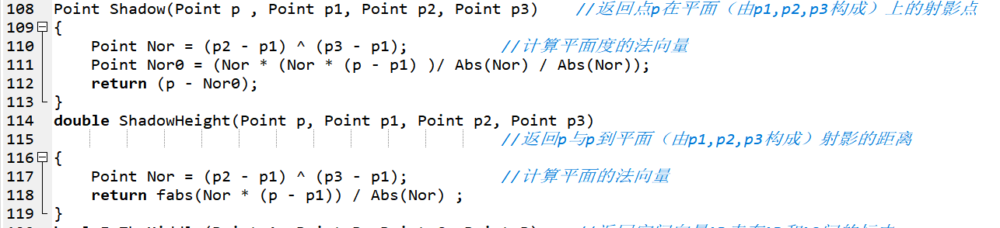 108 Point Shadow(Point p , Point p1, Point p2, Point p3)    //返回点p在平面（由p1,p2,p3构成）上的射影点
109 {
110     Point Nor = (p2 - p1) ^ (p3 - p1);          //计算平面度的法向量
111     Point Nor0 = (Nor * (Nor * (p - p1) )/ Abs(Nor) / Abs(Nor));
112     return (p - Nor0);
113 }
114 double ShadowHeight(Point p, Point p1, Point p2, Point p3)
115                                                 //返回p与p到平面（由p1,p2,p3构成）射影的距离
116 {
117     Point Nor = (p2 - p1) ^ (p3 - p1);          //计算平面的法向量
118     return fabs(Nor * (p - p1)) / Abs(Nor) ;
119 }